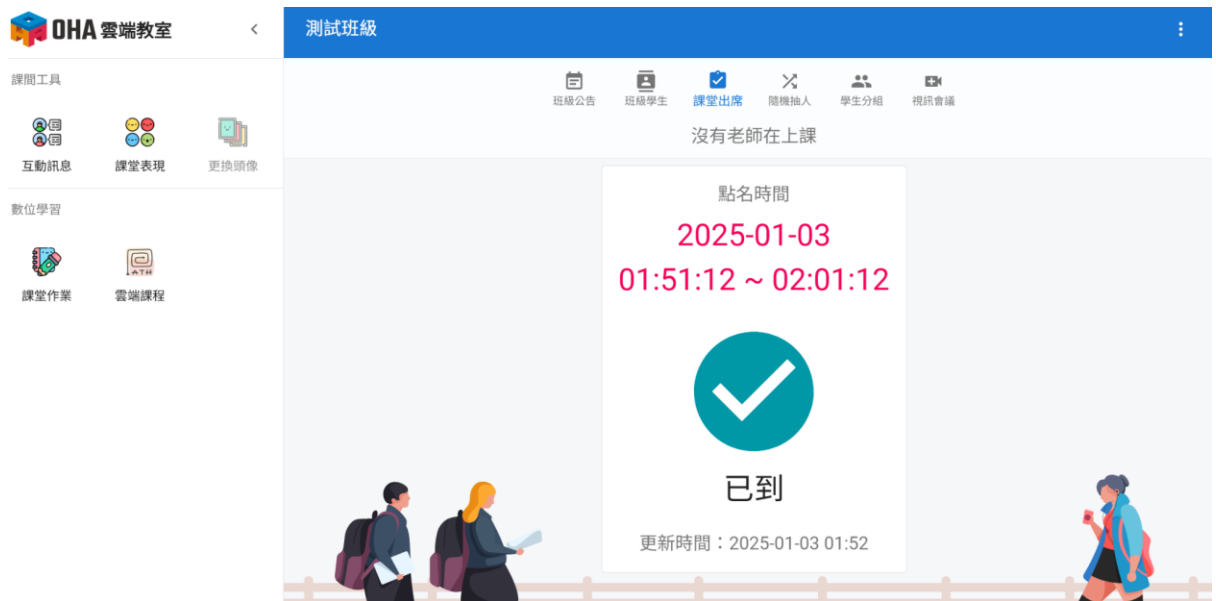 OHA 雲端教室
課間工具
互動訊息 課堂表現 更換頭像
數位學習
ATH
課堂作業 雲端課程
測試班級
班級公告 班級學生 課堂出席 隨機抽人 學生分組 視訊會議
沒有老師在上課
點名時間
2025-01-03
01:51:12 ~ 02:01:12
已到
更新時間：2025-01-03 01:52